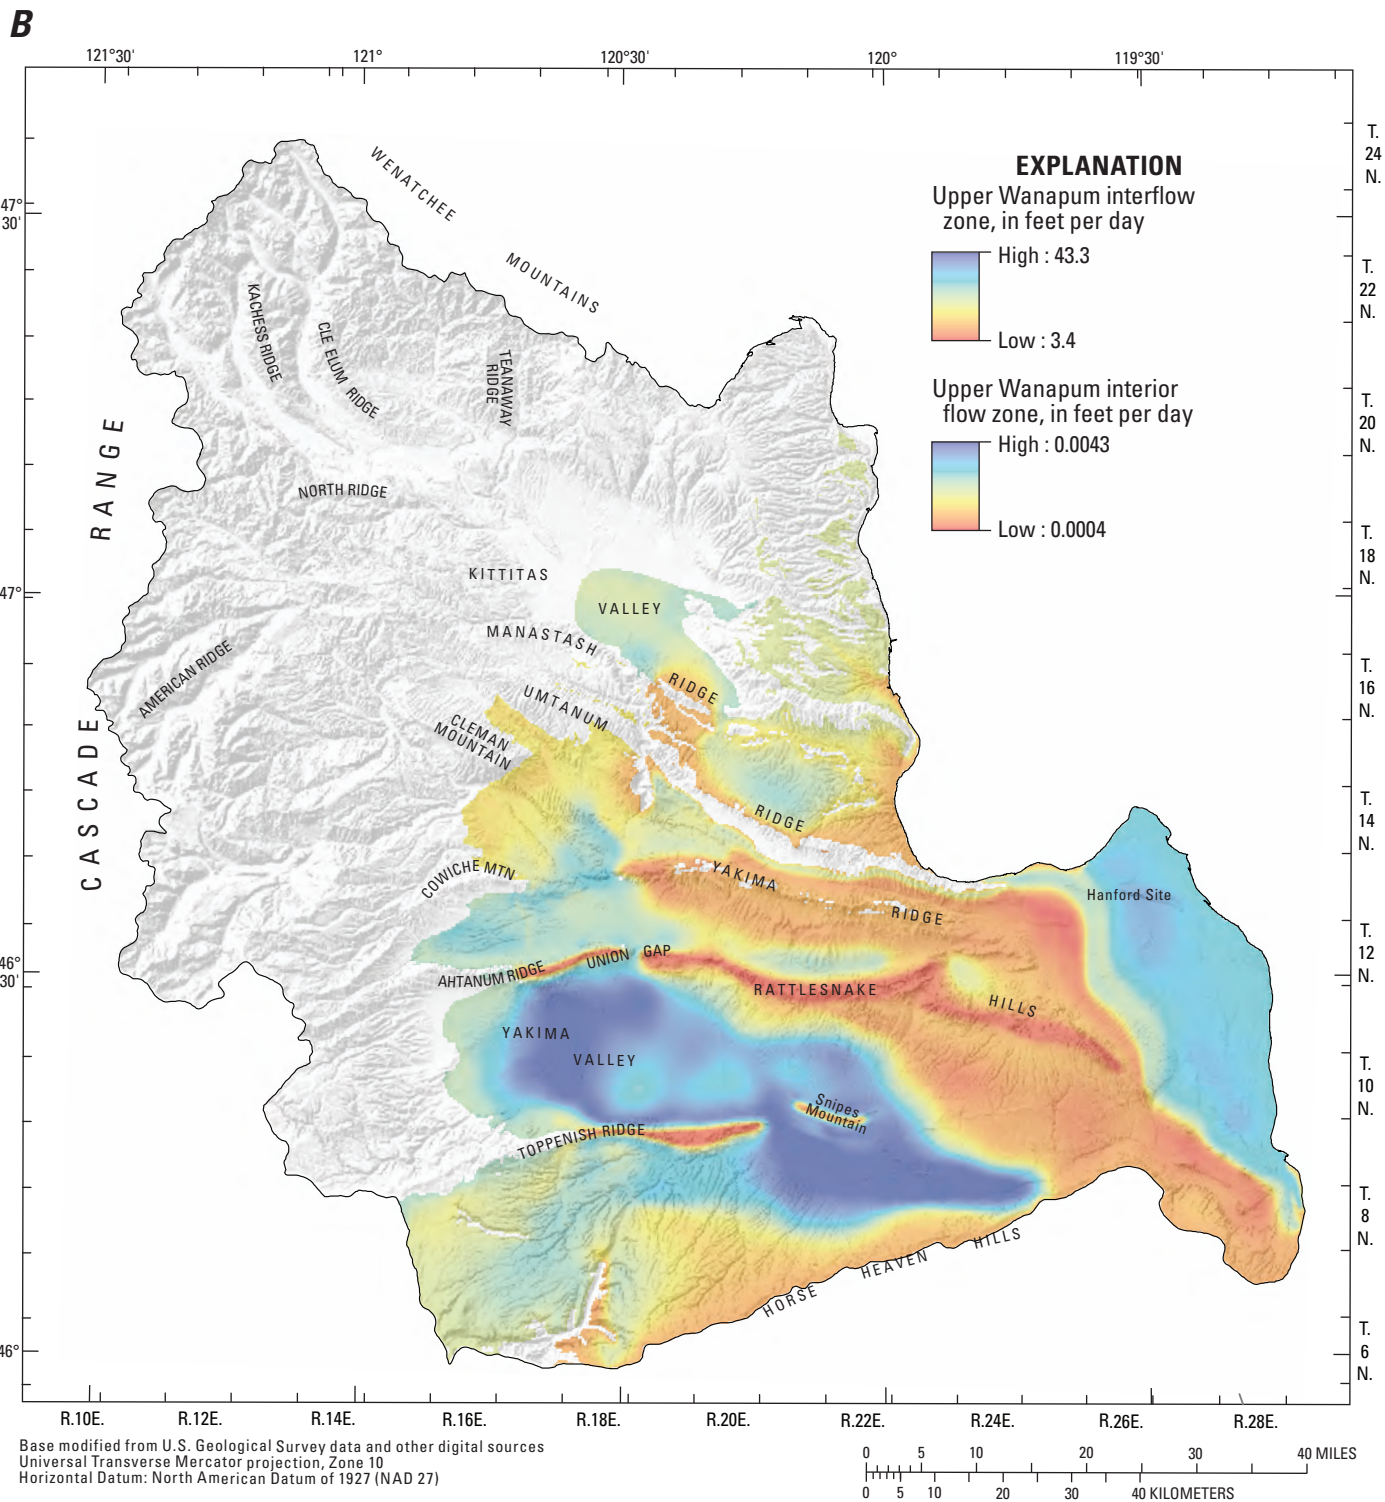 B
121°30'
121°
120°30'
120°
119°30'
T.
24
N.
WENATCHEE
MOUNTAINS
EXPLANATION
Upper Wanapum interflow
zone, in feet per day
High : 43.3
Low : 3.4
47°
30'
T.
22
N.
KACHESS RIDGE
CLE ELUM RIDGE
TEANAWAY
RIDGE
Upper Wanapum interior
flow zone, in feet per day
High : 0.0043
Low : 0.0004
T.
20
N.
CASCADE RANGE
NORTH RIDGE
T.
18
N.
KITTITAS
VALLEY
47°
MANASTASH
RIDGE
AMERICAN RIDGE
T.
16
N.
UMTANUM
RIDGE
CLEMAN
MOUNTAIN
T.
14
N.
COWICHE MTN
YAKIMA
RIDGE
Hanford Site
T.
12
N.
46°
30'
AHTANUM RIDGE
UNION GAP
RATTLESNAKE
HILLS
YAKIMA
VALLEY
T.
10
N.
Snipes
Mountain
TOPPENISH RIDGE
T.
8
N.
HORSE HEAVEN HILLS
T.
6
N.
46°
R.10E.
R.12E.
R.14E.
R.16E.
R.18E.
R.20E.
R.22E.
R.24E.
R.26E.
R.28E.
Base modified from U.S. Geological Survey data and other digital sources
Universal Transverse Mercator projection, Zone 10
Horizontal Datum: North American Datum of 1927 (NAD 27)
0 5 10 20 30 40 MILES
0 5 10 20 30 40 KILOMETERS